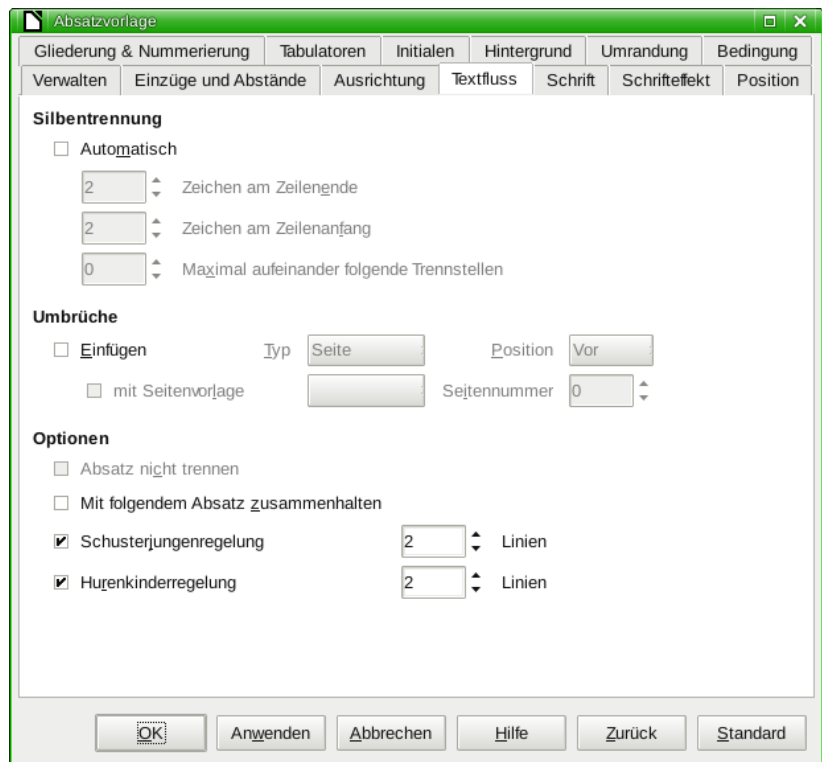 Absatzvorlage
Gliederung & Nummerierung Tabulatoren Initialen Hintergrund Umrandung Bedingung
Verwalten Einzüge und Abstände Ausrichtung Textfluss Schrift Schrifteffekt Position
Silbentrennung
Automatisch
2 Zeichen am Zeilenende
2 Zeichen am Zeilenanfang
0 Maximal aufeinander folgende Trennstellen
Umbrüche
Einfügen Typ Seite Position Vor
mit Seitenvorlage Seitennummer 0
Optionen
Absatz nicht trennen
Mit folgendem Absatz zusammenhalten
Schusterjungenregelung 2 Linien
Hurenkinderregelung 2 Linien
OK Anwenden Abbrechen Hilfe Zurück Standard